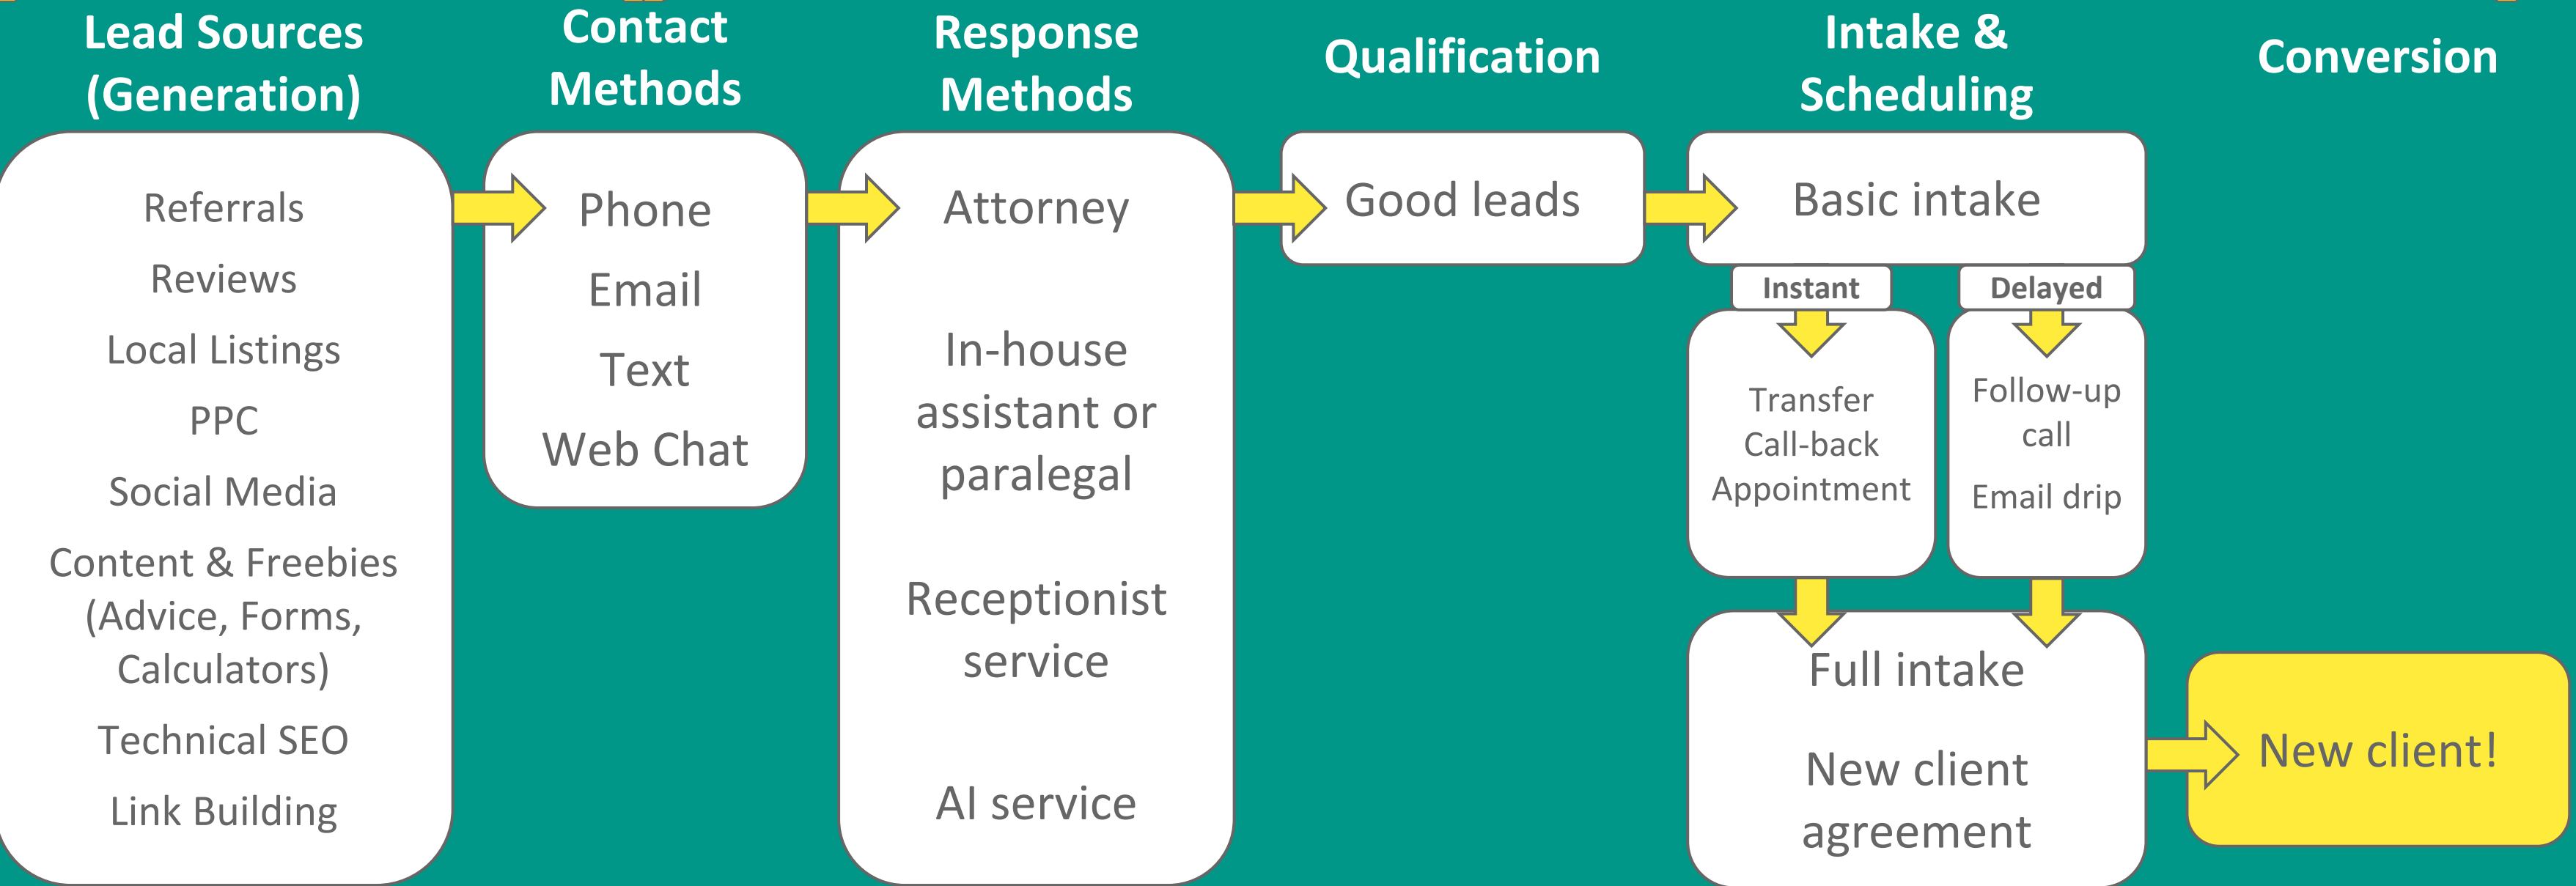 Lead Sources
(Generation)
Contact
Methods
Response
Methods
Qualification
Intake &
Scheduling
Conversion
Referrals
Reviews
Local Listings
PPC
Social Media
Content & Freebies
(Advice, Forms,
Calculators)
Technical SEO
Link Building
Phone
Email
Text
Web Chat
Attorney
In-house
assistant or
paralegal
Receptionist
service
AI service
Good leads
Basic intake
Instant
Delayed
Transfer
Call-back
Appointment
Follow-up
call
Email drip
Full intake
New client
agreement
New client!